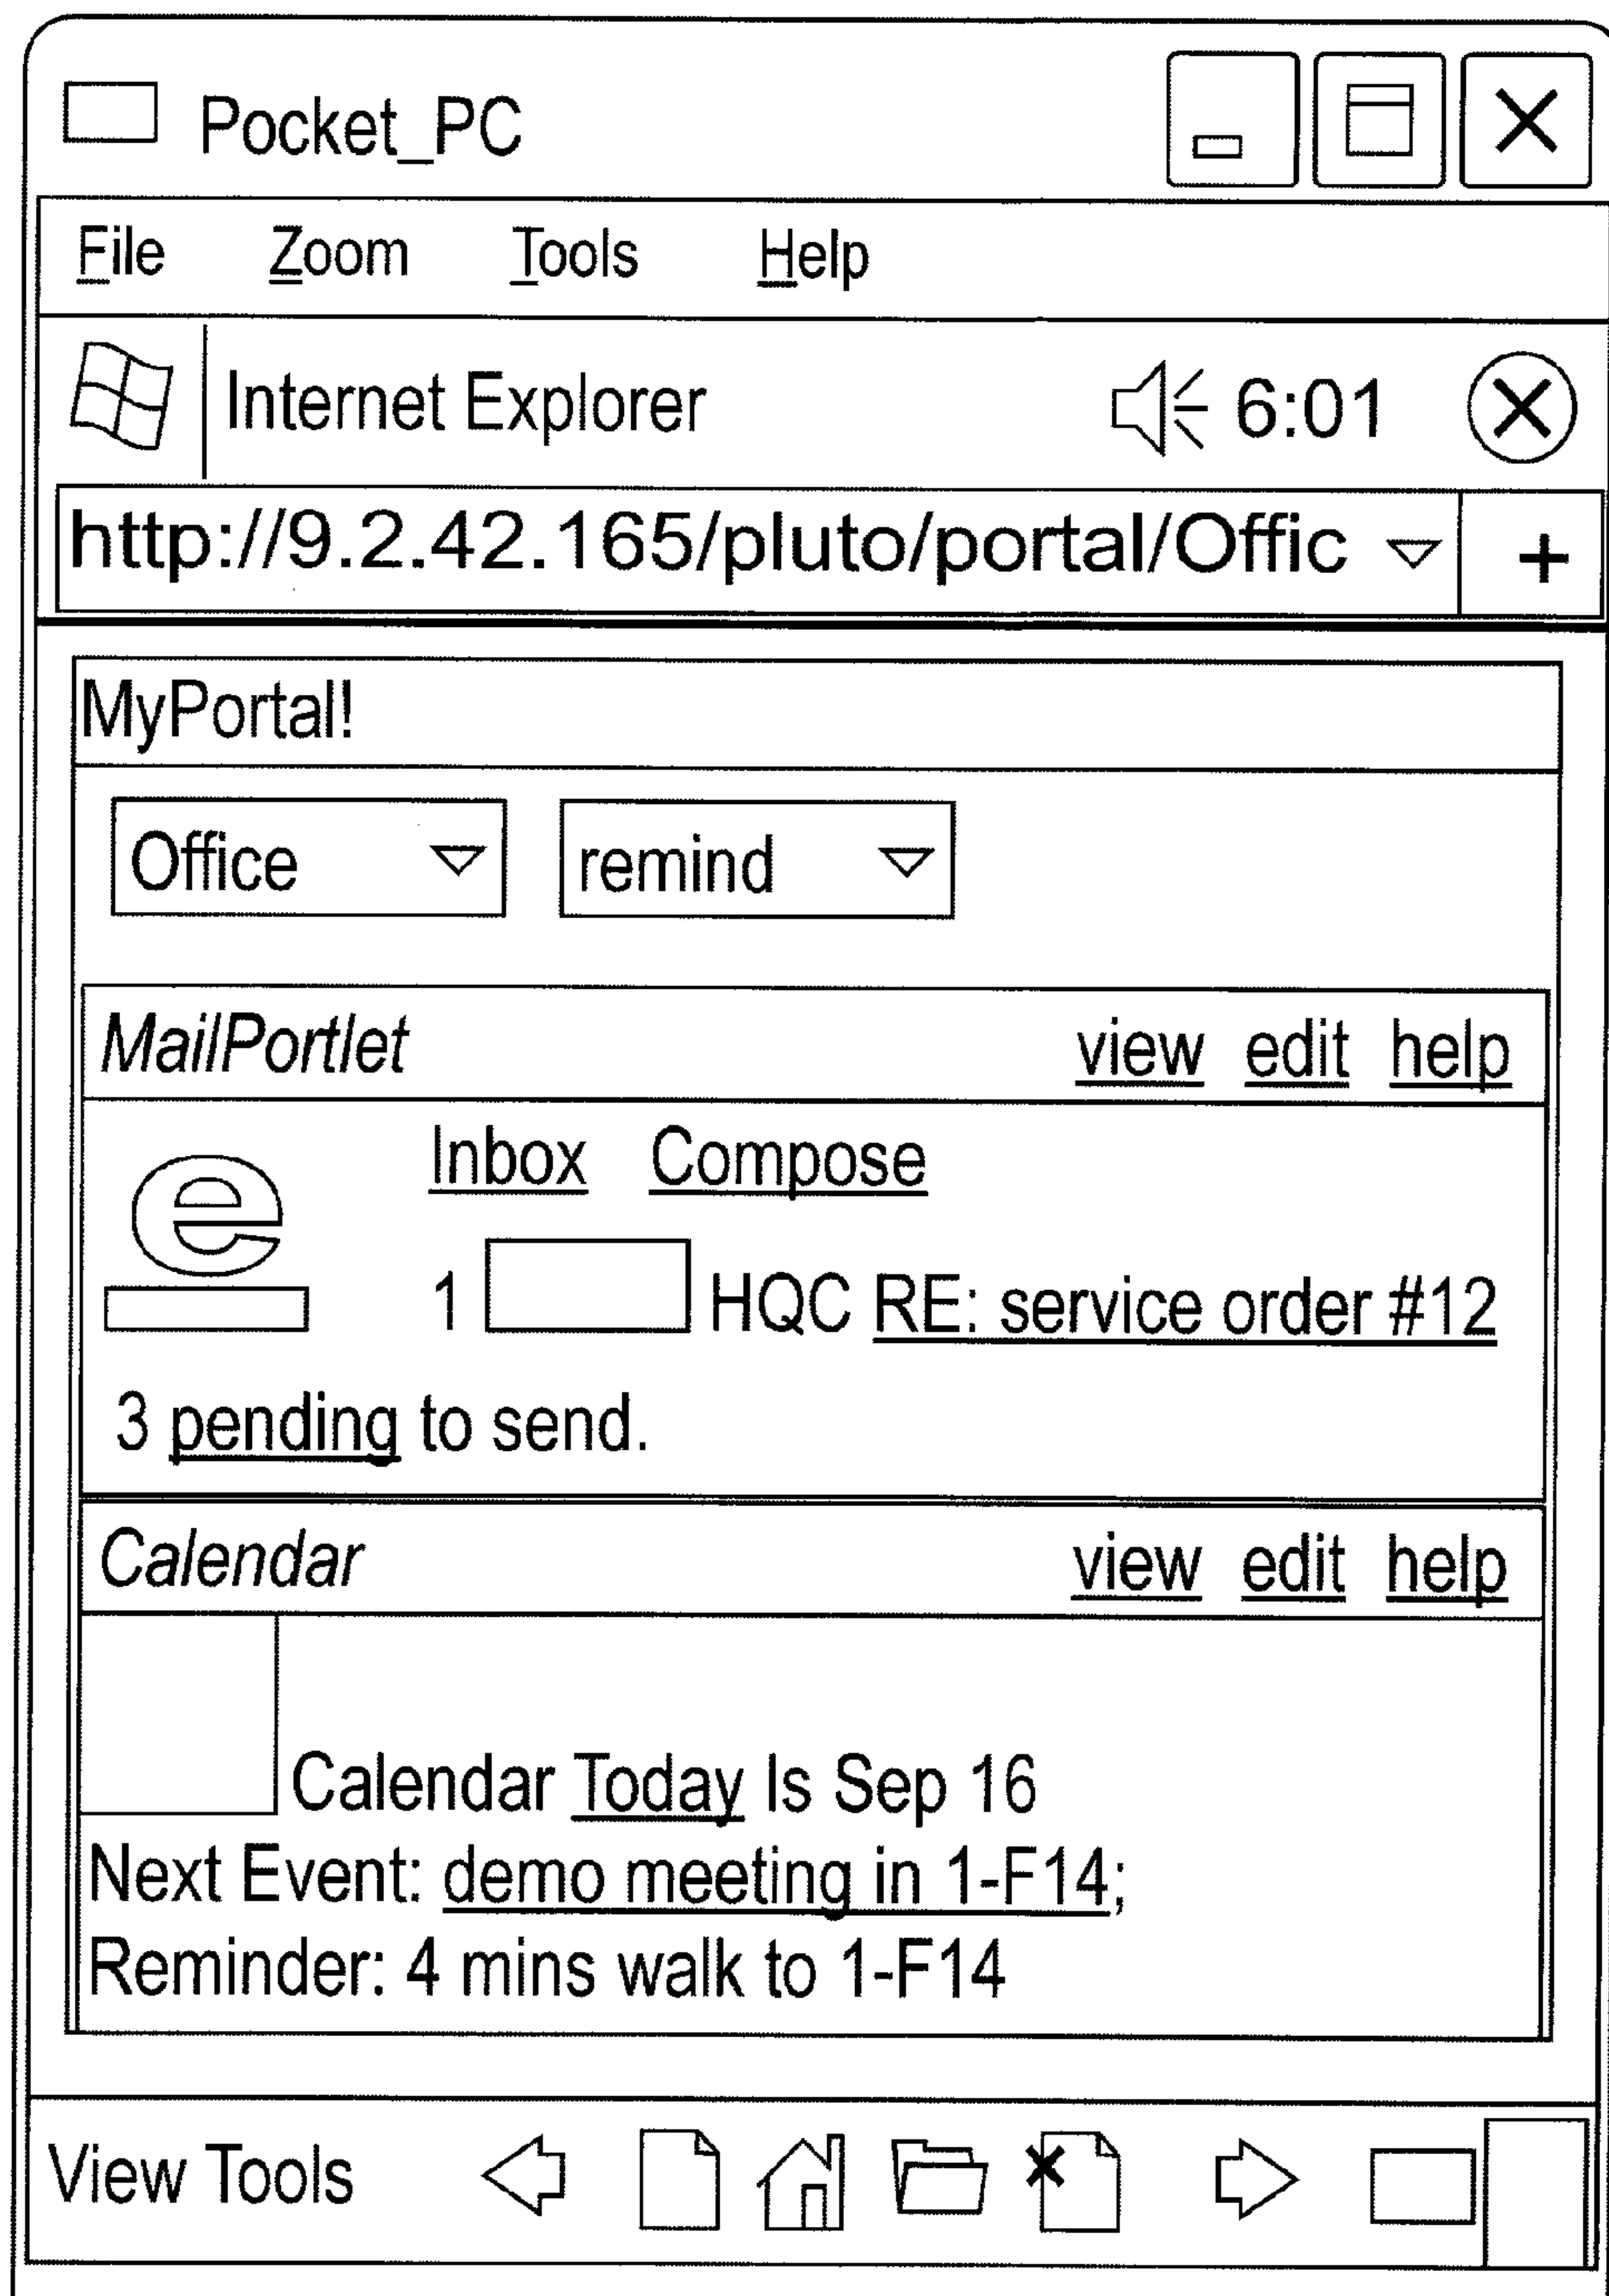 Pocket_PC
File Zoom Tools Help
Internet Explorer 6:01
http://9.2.42.165/pluto/portal/Offic +
MyPortal!
Office remind
MailPortlet view edit help
e Inbox Compose
1 HQC RE: service order #12
3 pending to send.
Calendar view edit help
Calendar Today Is Sep 16
Next Event: demo meeting in 1-F14;
Reminder: 4 mins walk to 1-F14
View Tools